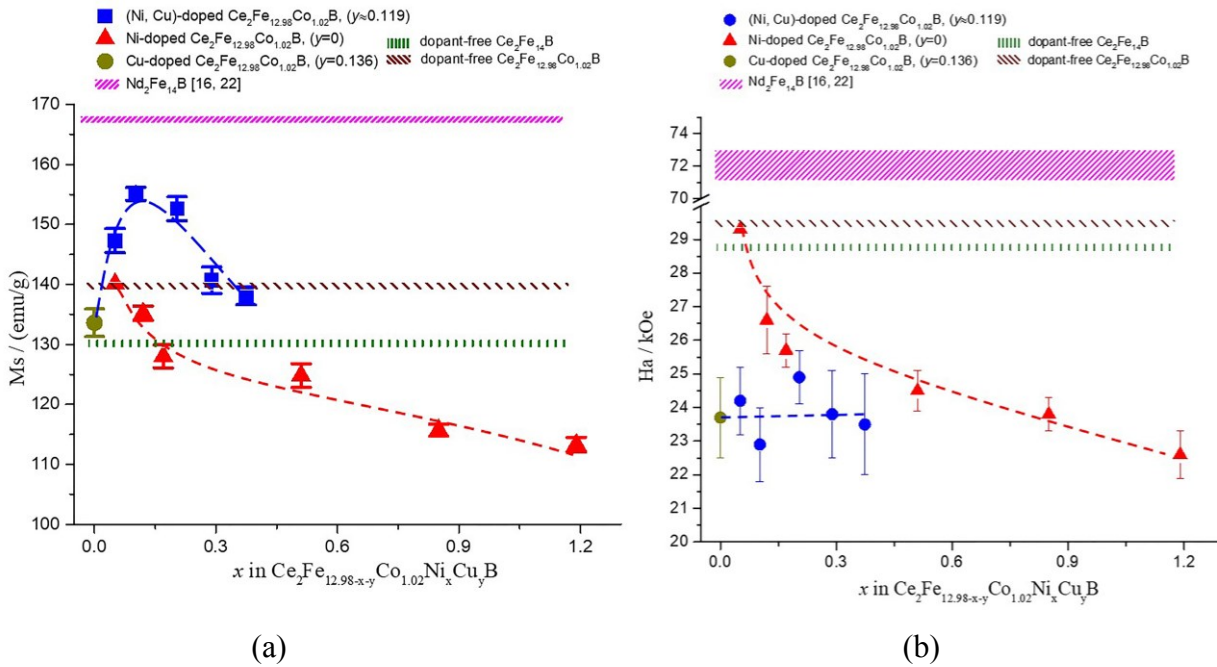 (Ni, Cu)-doped Ce₂Fe₁₂.₉₈Co₁.₀₂B, (y≈0.119)
Ni-doped Ce₂Fe₁₂.₉₈Co₁.₀₂B, (y=0)
Cu-doped Ce₂Fe₁₂.₉₈Co₁.₀₂B, (y=0.136)
Nd₂Fe₁₄B [16, 22]
dopant-free Ce₂Fe₁₄B
dopant-free Ce₂Fe₁₂.₉₈Co₁.₀₂B
170
160
150
140
130
120
110
100
Ms / (emu/g)
0.0 0.3 0.6 0.9 1.2
x in Ce₂Fe₁₂.₉₈₋ₓ₋ᵧCo₁.₀₂NiₓCuᵧB
(a)
(Ni, Cu)-doped Ce₂Fe₁₂.₉₈Co₁.₀₂B, (y≈0.119)
Ni-doped Ce₂Fe₁₂.₉₈Co₁.₀₂B, (y=0)
Cu-doped Ce₂Fe₁₂.₉₈Co₁.₀₂B, (y=0.136)
Nd₂Fe₁₄B [16, 22]
dopant-free Ce₂Fe₁₄B
dopant-free Ce₂Fe₁₂.₉₈Co₁.₀₂B
74
72
70
29
28
27
26
25
24
23
22
21
20
Ha / kOe
0.0 0.3 0.6 0.9 1.2
x in Ce₂Fe₁₂.₉₈₋ₓ₋ᵧCo₁.₀₂NiₓCuᵧB
(b)